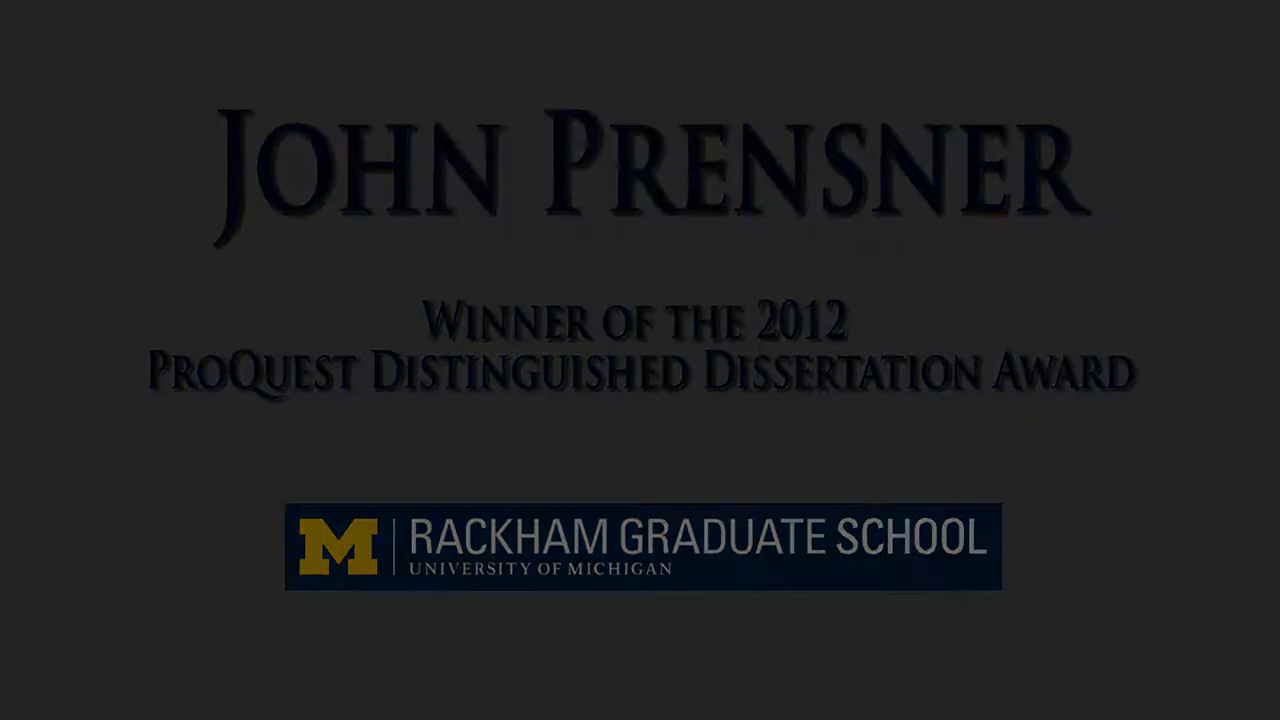 JOHN PRENSNER
WINNER OF THE 2012
PROQUEST DISTINGUISHED DISSERTATION AWARD
M RACKHAM GRADUATE SCHOOL
UNIVERSITY OF MICHIGAN